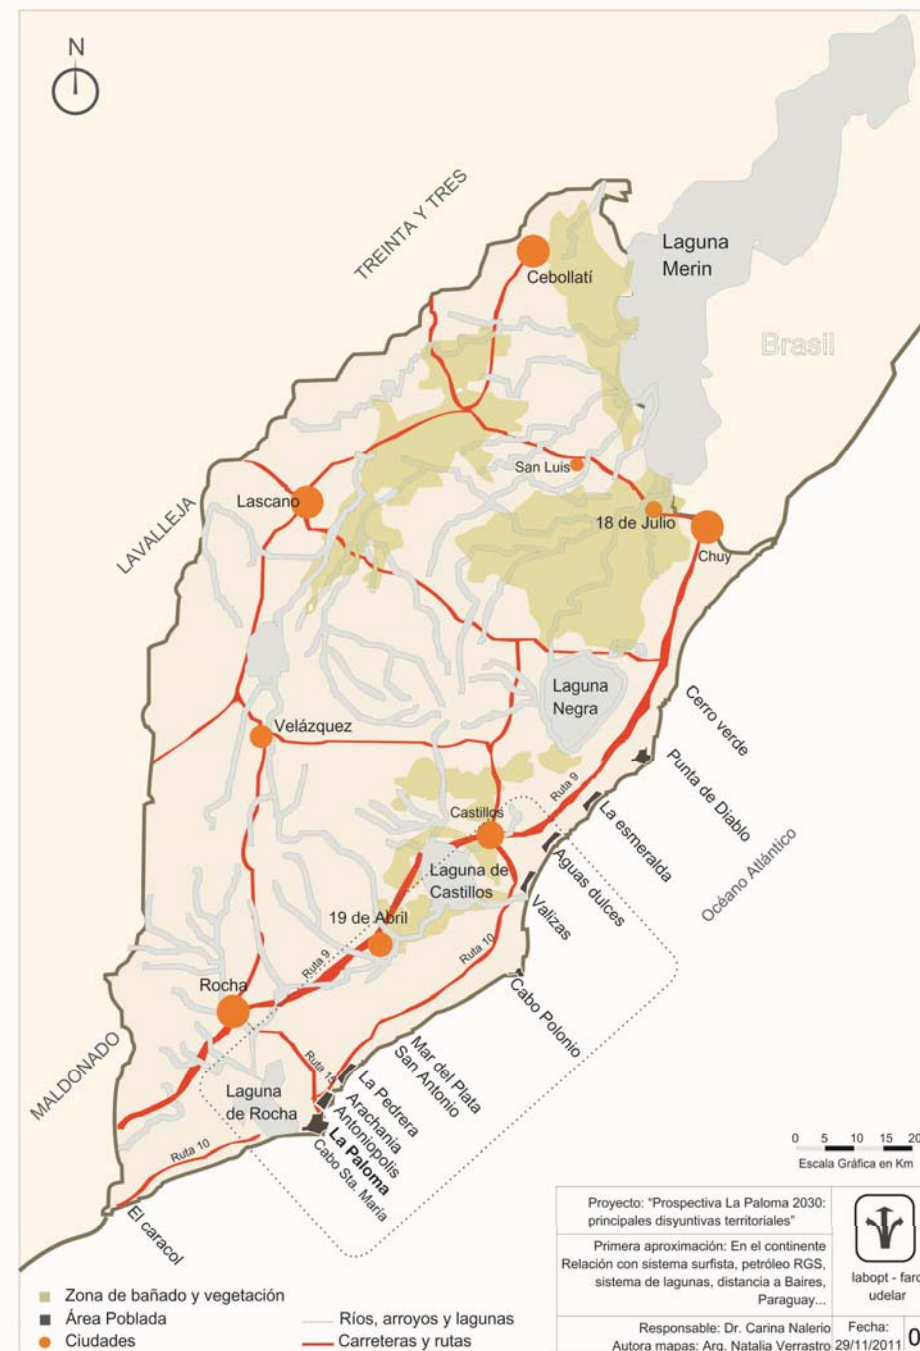 N
TREINTA Y TRES
Laguna
Merin
Cebollatí
Brasil
San Luis
Lascano
18 de Julio
Chuy
LAVALLEJA
Laguna
Negra
Cerro verde
Velázquez
Punta de Diablo
Ruta 9
Castillos
La esmeralda
Océano Atlántico
Aguas dulces
Laguna de
Castillos
Valizas
19 de Abril
Ruta 10
Ruta 9
Cabo Polonio
Rocha
MALDONADO
Mar del Plata
San Antonio
Ruta 15
La Pedrera
Laguna
de Rocha
Arachania
Antoniopolis
La Paloma
Cabo Sta. Maria
Ruta 10
El caracol
0 5 10 15 20
Escala Gráfica en Km
Proyecto: "Prospectiva La Paloma 2030:
principales disyuntivas territoriales"
Primera aproximación: En el continente
Relación con sistema surfista, petróleo RGS,
sistema de lagunas, distancia a Baires,
Paraguay...
labopt - farq
udelar
Responsable: Dr. Carina Nalerio
Autora mapas: Arq. Natalia Verrastro
Fecha:
29/11/2011
Zona de bañado y vegetación
Área Poblada
Ciudades
Ríos, arroyos y lagunas
Carreteras y rutas